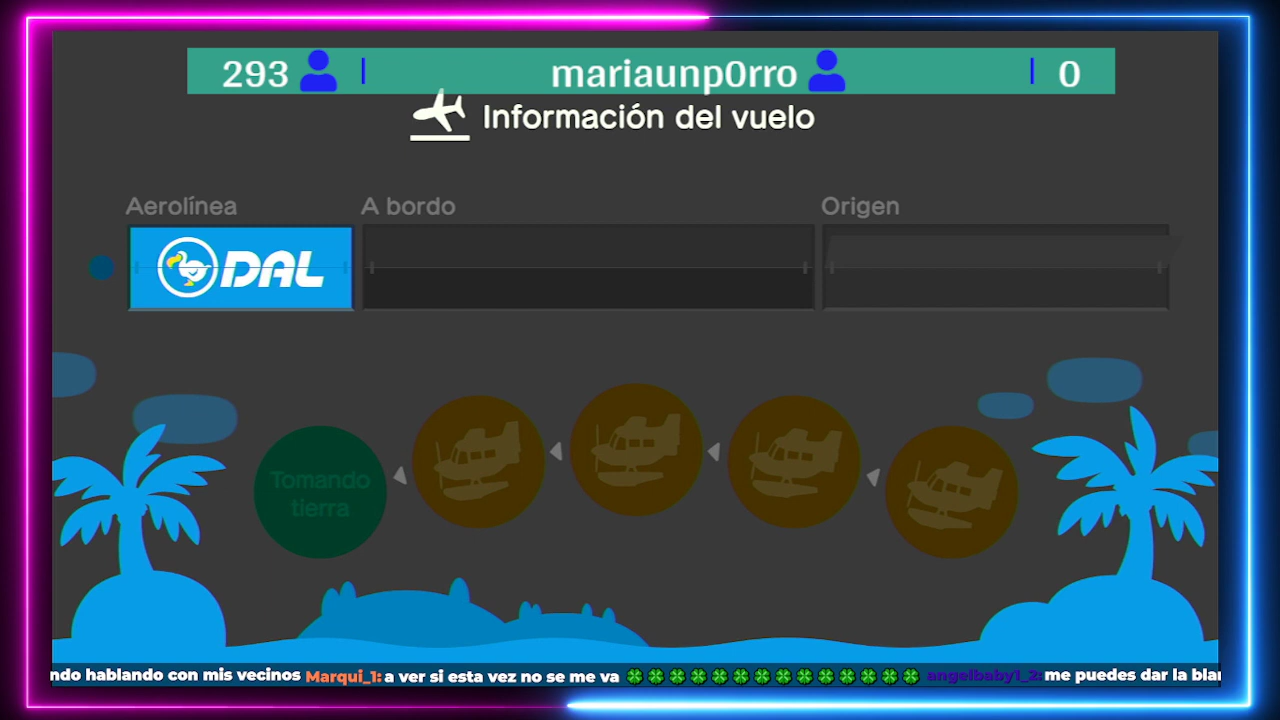 293 mariaunp0rro 0
Información del vuelo
Aerolínea A bordo Origen
DAL
Tomando
tierra
ndo hablando con mis vecinos Marqui_1: a ver si esta vez no se me va angelbaby1_2: me puedes dar la blan